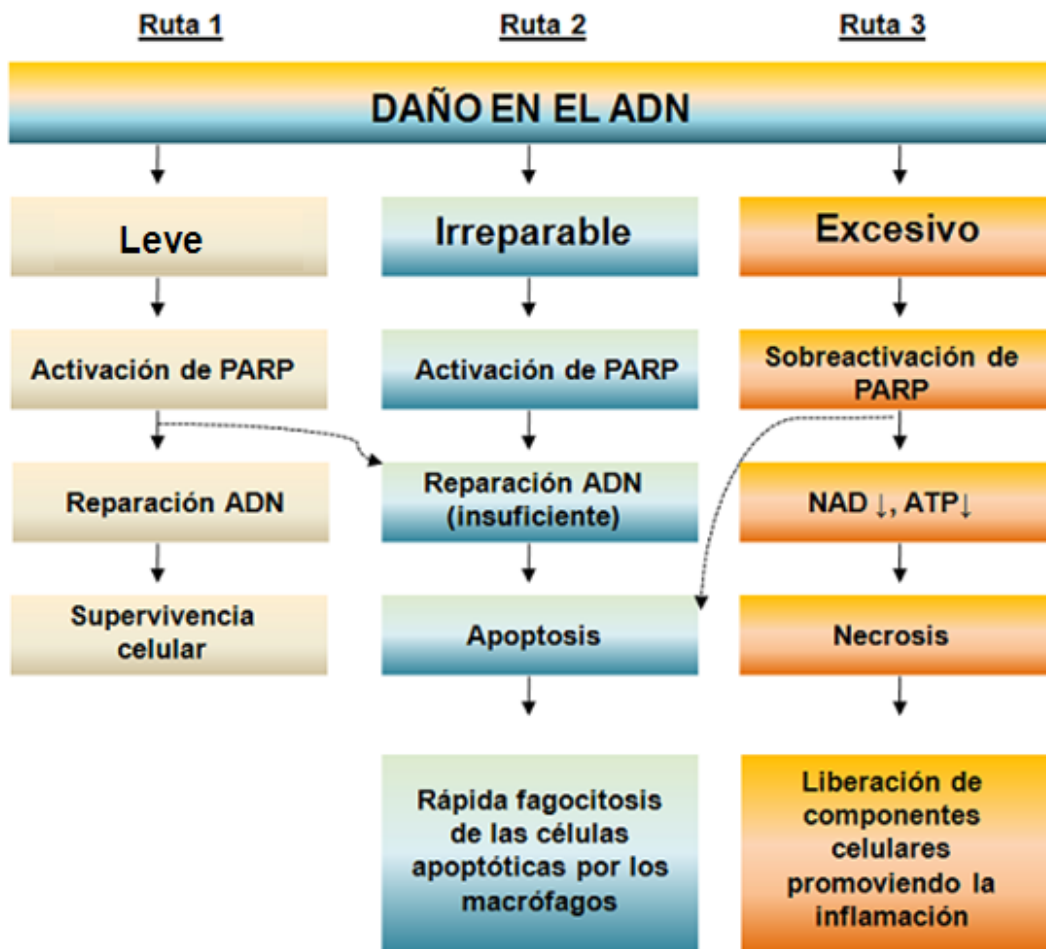 Ruta 1
Ruta 2
Ruta 3
DAÑO EN EL ADN
Leve
Irreparable
Excesivo
Activación de PARP
Activación de PARP
Sobreactivación de
PARP
Reparación ADN
Reparación ADN
(insuficiente)
NAD ↓, ATP↓
Supervivencia
celular
Apoptosis
Necrosis
Rápida fagocitosis
de las células
apoptóticas por los
macrófagos
Liberación de
componentes
celulares
promoviendo la
inflamación